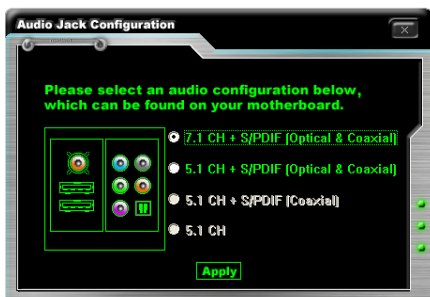 Audio Jack Configuration
Please select an audio configuration below,
which can be found on your motherboard.
7.1 CH + S/PDIF (Optical & Coaxial)
5.1 CH + S/PDIF (Optical & Coaxial)
5.1 CH + S/PDIF (Coaxial)
5.1 CH
Apply